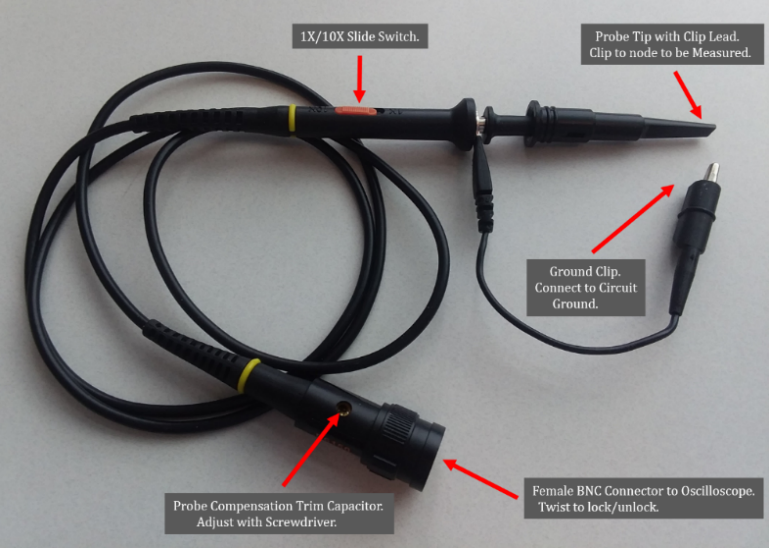 1X/10X Slide Switch.
Probe Tip with Clip Lead.
Clip to node to be Measured.
Ground Clip.
Connect to Circuit
Ground.
Probe Compensation Trim Capacitor.
Adjust with Screwdriver.
Female BNC Connector to Oscilloscope.
Twist to lock/unlock.